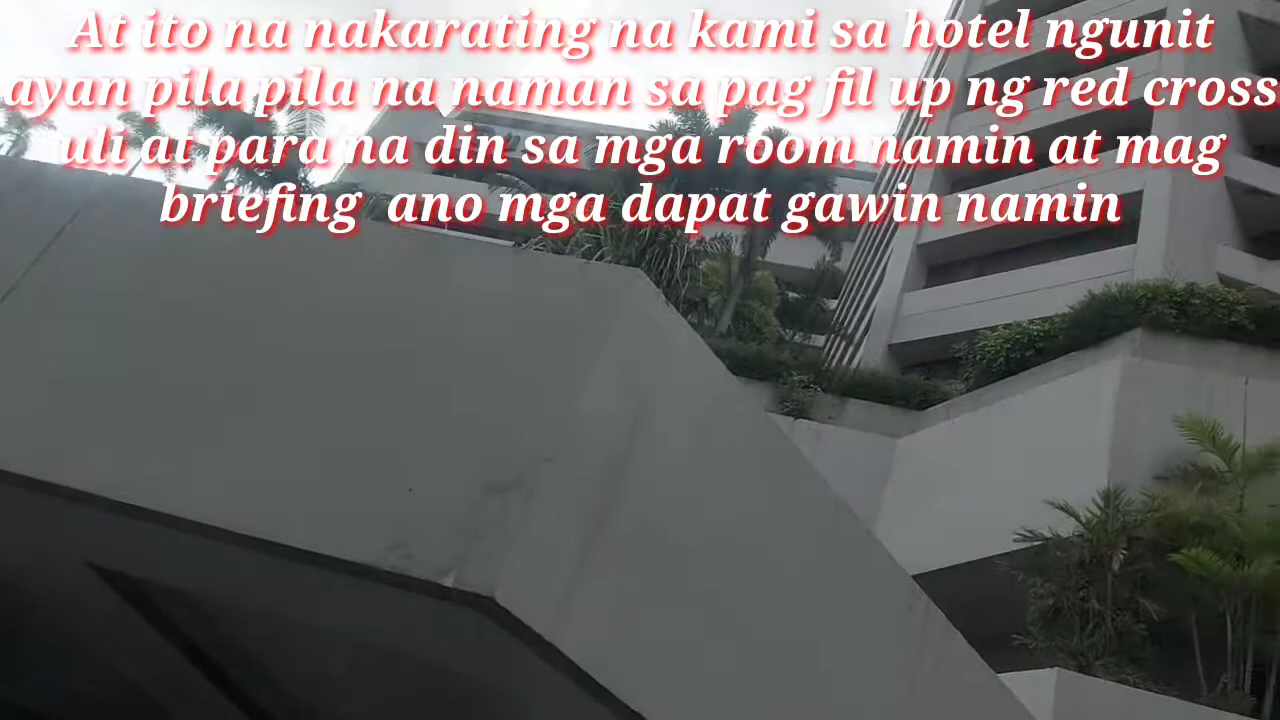 At ito na nakarating na kami sa hotel ngunit
ayan pila pila na naman sa pag fil up ng red cross
uli at para na din sa mga room namin at mag
briefing  ano mga dapat gawin namin